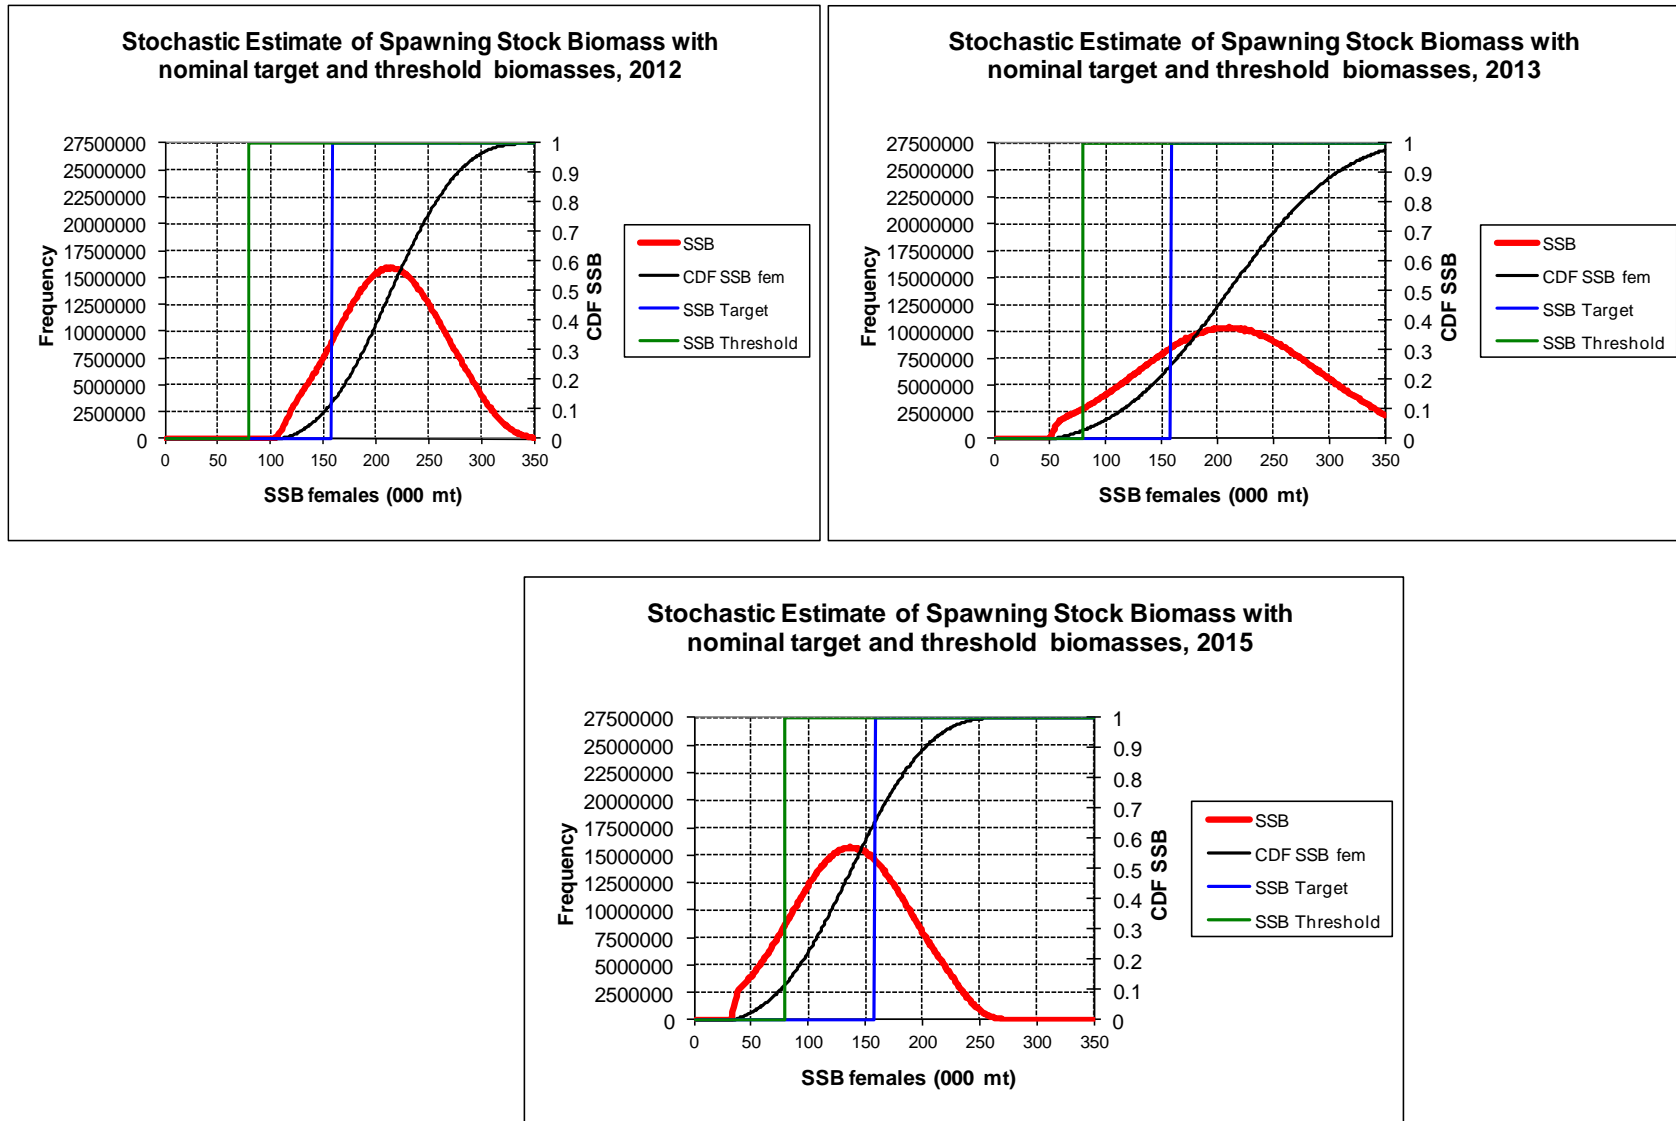 Stochastic Estimate of Spawning Stock Biomass with
nominal target and threshold biomasses, 2012
27500000
25000000
22500000
20000000
17500000
15000000
12500000
10000000
7500000
5000000
2500000
0
Frequency
1
0.9
0.8
0.7
0.6
0.5
0.4
0.3
0.2
0.1
0
CDF SSB
0 50 100 150 200 250 300 350
SSB females (000 mt)
SSB
CDF SSB fem
SSB Target
SSB Threshold
Stochastic Estimate of Spawning Stock Biomass with
nominal target and threshold biomasses, 2013
27500000
25000000
22500000
20000000
17500000
15000000
12500000
10000000
7500000
5000000
2500000
0
Frequency
1
0.9
0.8
0.7
0.6
0.5
0.4
0.3
0.2
0.1
0
CDF SSB
0 50 100 150 200 250 300 350
SSB females (000 mt)
SSB
CDF SSB fem
SSB Target
SSB Threshold
Stochastic Estimate of Spawning Stock Biomass with
nominal target and threshold biomasses, 2015
27500000
25000000
22500000
20000000
17500000
15000000
12500000
10000000
7500000
5000000
2500000
0
Frequency
1
0.9
0.8
0.7
0.6
0.5
0.4
0.3
0.2
0.1
0
CDF SSB
0 50 100 150 200 250 300 350
SSB females (000 mt)
SSB
CDF SSB fem
SSB Target
SSB Threshold